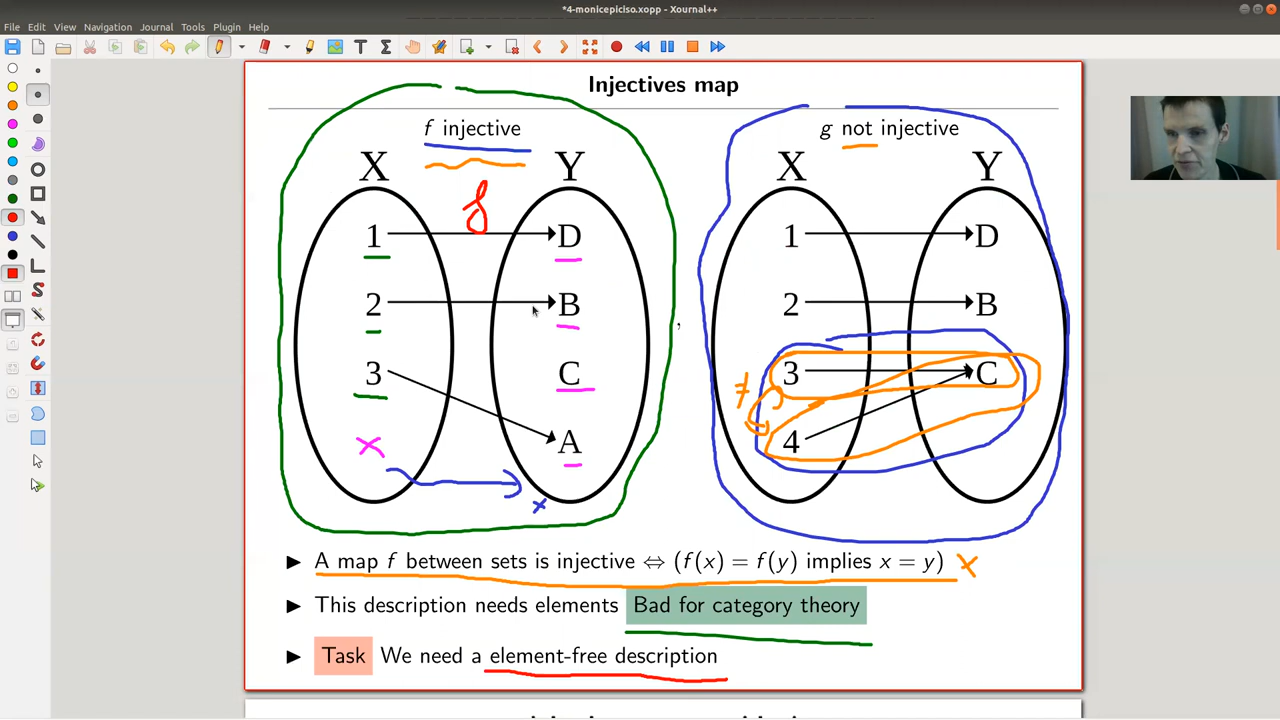 *4-monicepiciso.xopp - Xournal++
File Edit View Navigation Journal Tools Plugin Help
Injectives map
f injective
g not injective
X Y
X Y
f
1 D
2 B
3 C
A
x
x
1 D
2 B
3 C
4
≠
,
► A map f between sets is injective ⇔ (f(x) = f(y) implies x = y) x
► This description needs elements Bad for category theory
► Task We need a element-free description